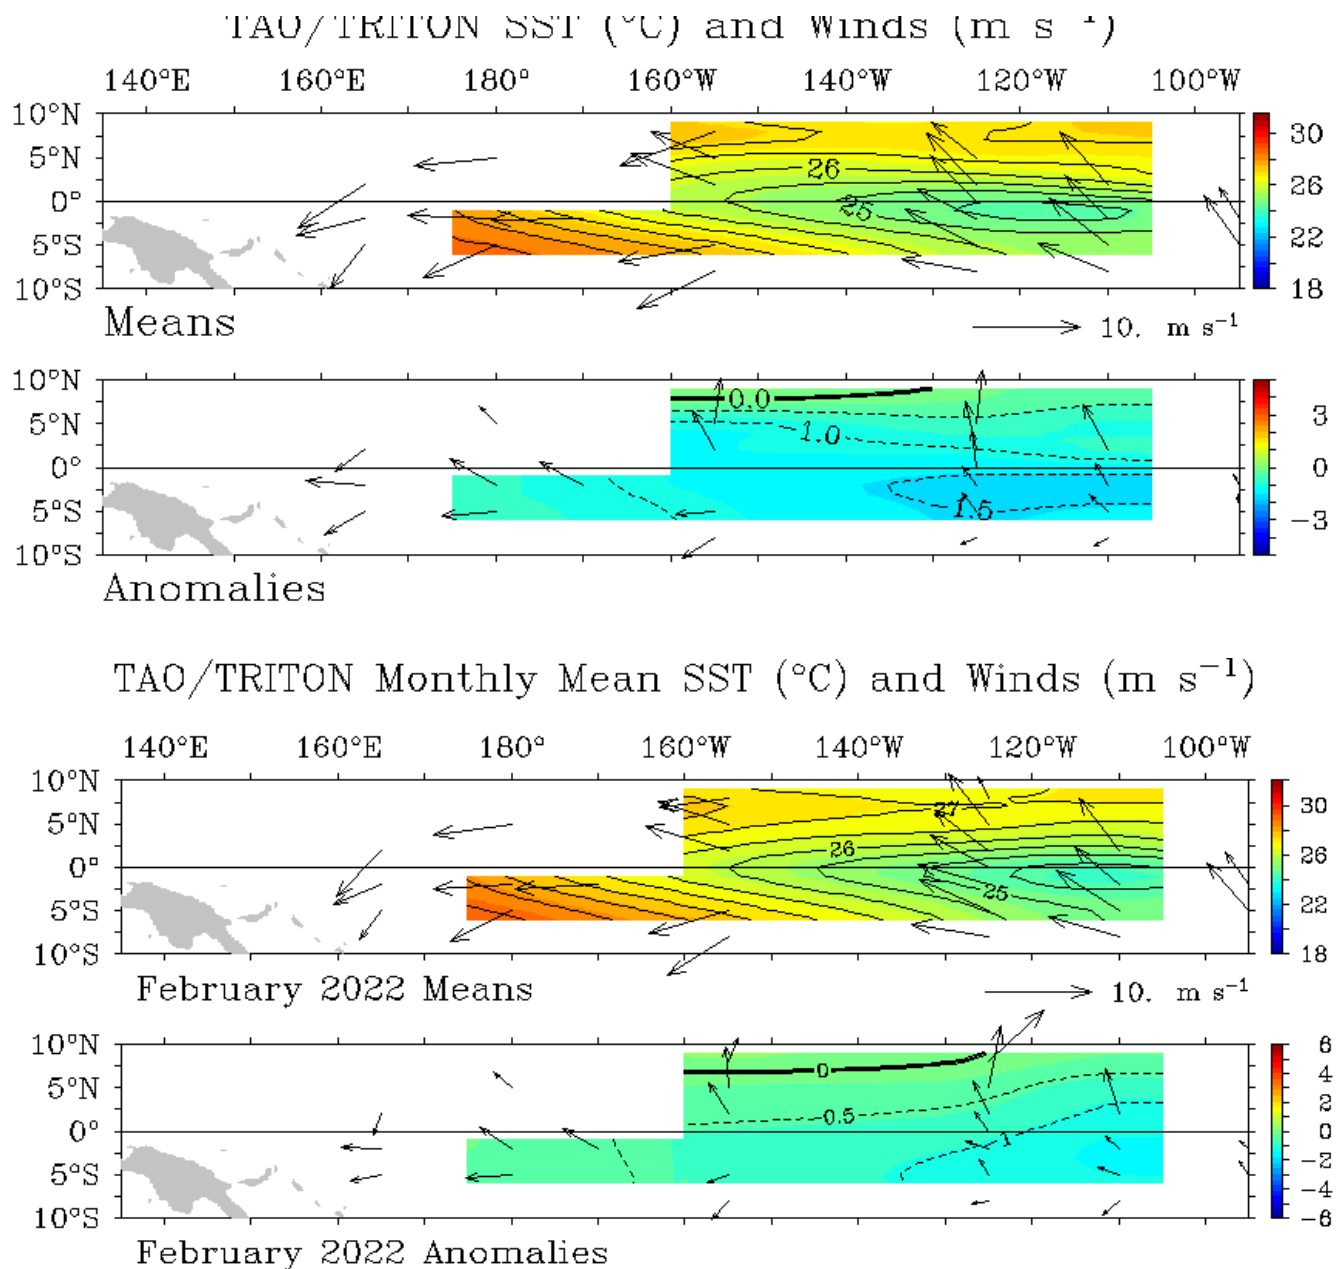 TAO/TRITON SST (°C) and Winds (m s⁻¹)
140°E 160°E 180° 160°W 140°W 120°W 100°W
10°N
5°N
0°
5°S
10°S
26
25
30
26
22
18
Means
10. m s⁻¹
10°N
5°N
0°
5°S
10°S
0.0
-1.0
-1.5
3
0
-3
Anomalies
TAO/TRITON Monthly Mean SST (°C) and Winds (m s⁻¹)
140°E 160°E 180° 160°W 140°W 120°W 100°W
10°N
5°N
0°
5°S
10°S
27
26
25
30
26
22
18
February 2022 Means
10. m s⁻¹
10°N
5°N
0°
5°S
10°S
0
-0.5
-1
6
4
2
0
-2
-4
-6
February 2022 Anomalies